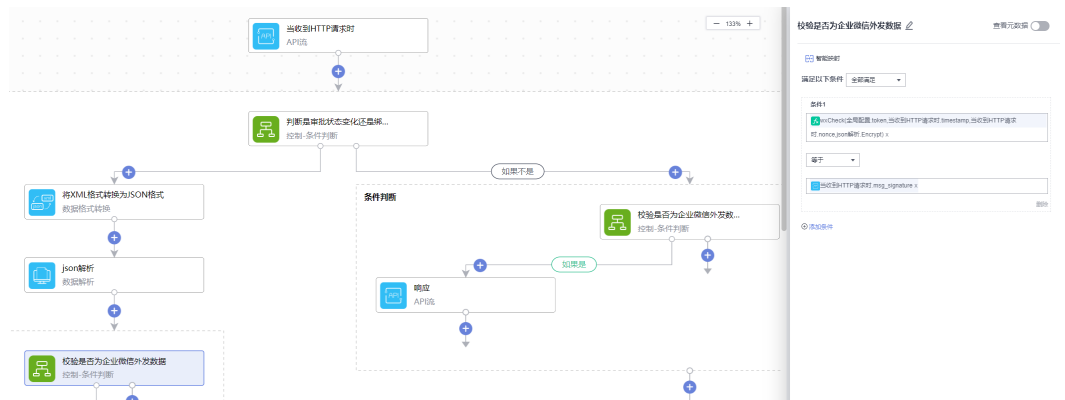 当收到HTTP请求时
API流
133%
判断是审批状态变化还是绑...
控制-条件判断
如果不是
将XML格式转换为JSON格式
数据格式转换
条件判断
校验是否为企业微信外发数...
控制-条件判断
如果是
json解析
数据解析
响应
API流
校验是否为企业微信外发数据
控制-条件判断
校验是否为企业微信外发数据
查看元数据
智能映射
满足以下条件
全部满足
条件1
wxCheck(全局配置.token,当收到HTTP请求时.timestamp,当收到HTTP请求
时.nonce,json解析.Encrypt) x
等于
当收到HTTP请求时.msg_signature x
删除
添加条件